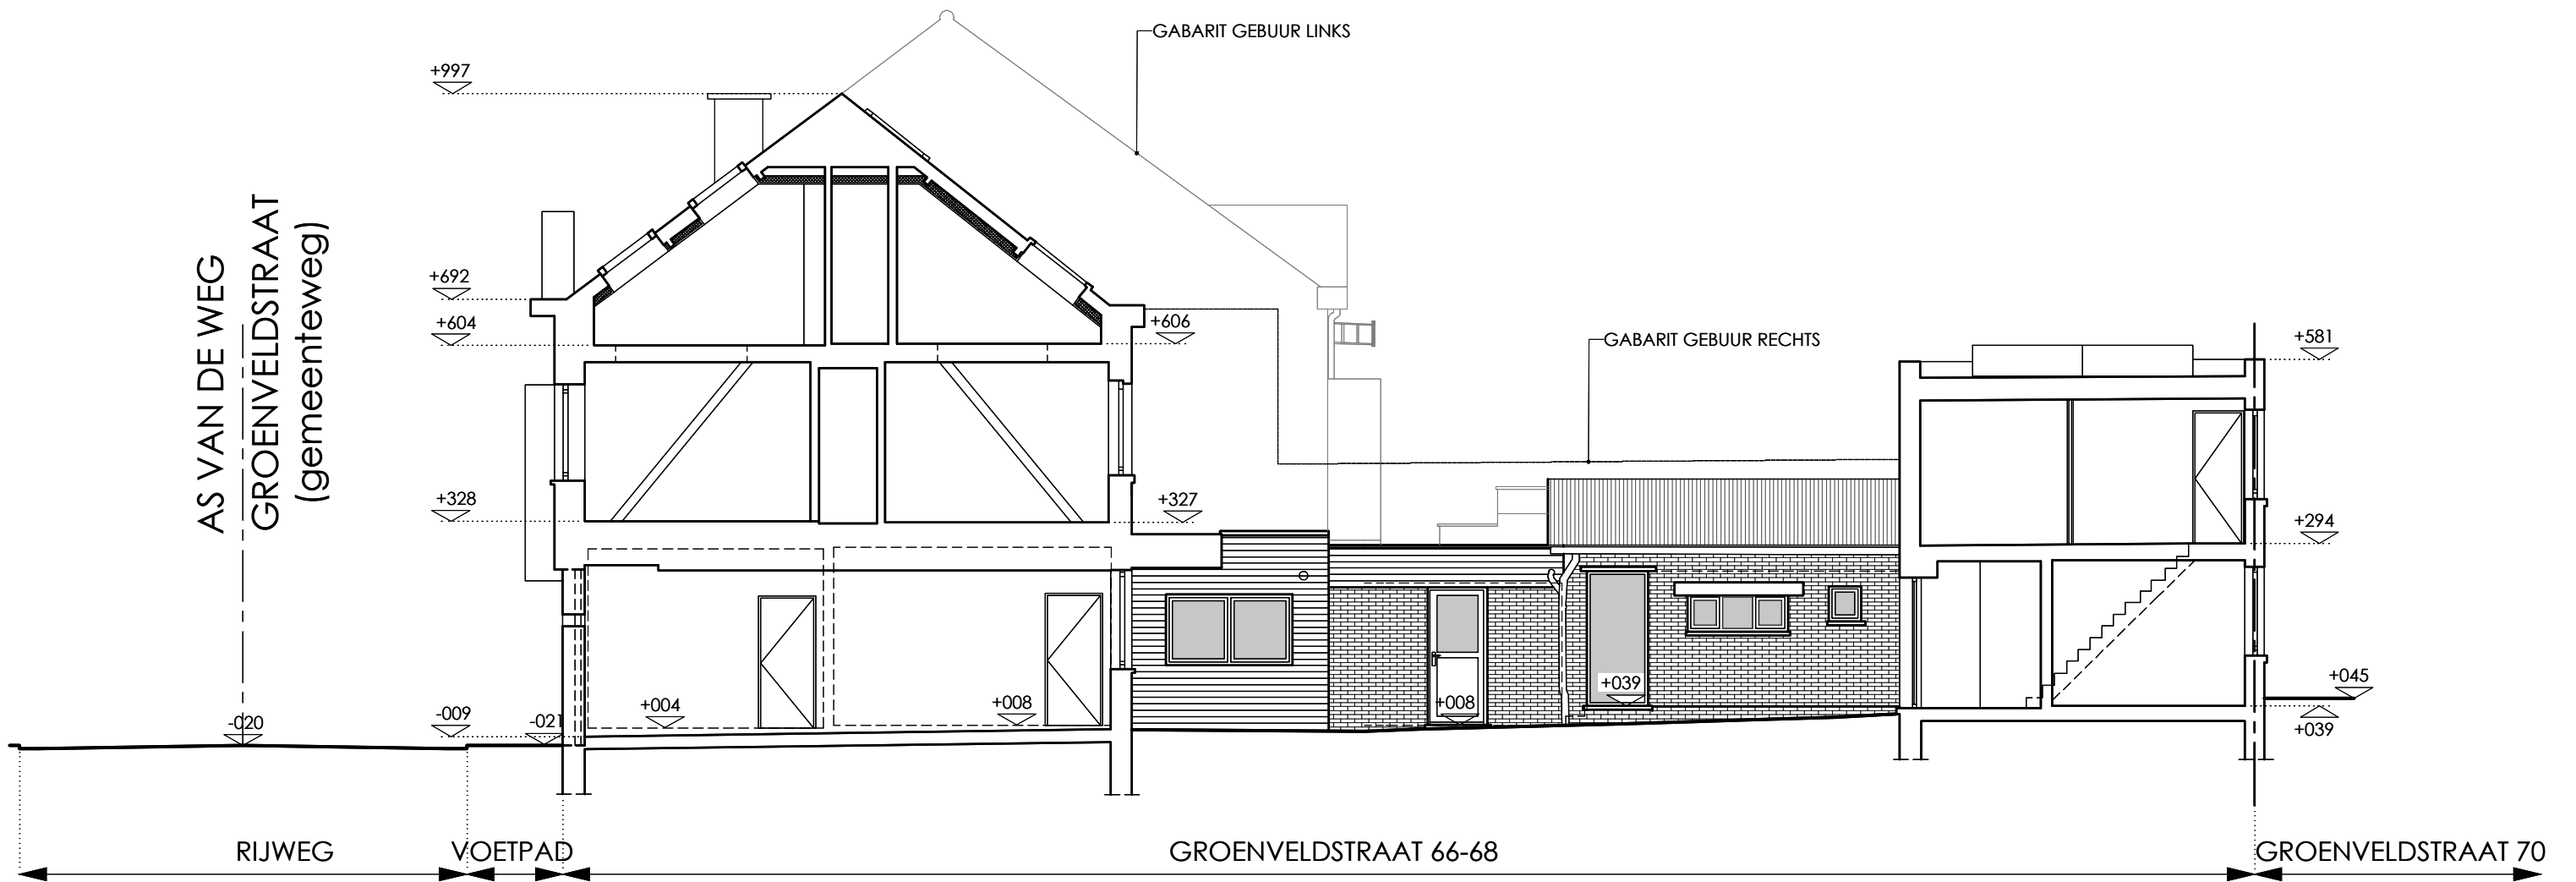 GABARIT GEBUUR LINKS
+997
AS VAN DE WEG
GROENVELDSTRAAT
(gemeenteweg)
+692
+604
+606
GABARIT GEBUUR RECHTS
+581
+328
+327
+294
+004
+008
+008
+039
+045
-020
-009
-021
+039
RIJWEG
VOETPAD
GROENVELDSTRAAT 66-68
GROENVELDSTRAAT 70